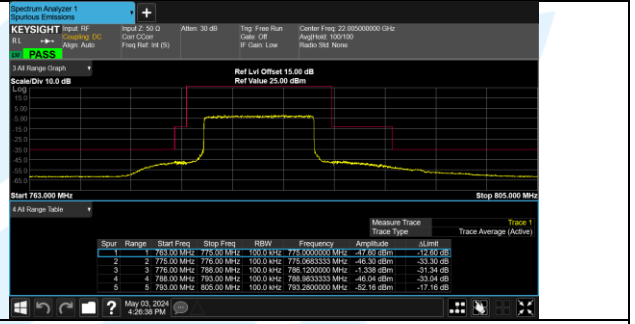 Spectrum Analyzer 1
Spurious Emissions
+
KEYSIGHT Input: RF Input Z: 50 Ω Atten: 30 dB Trig: Free Run Center Freq: 22.005000000 GHz
RL Coupling: DC Corr CCorr Gate: Off Avg|Hold: 100/100
Align: Auto Freq Ref: Int (S) IF Gain: Low Radio Std: None
LW PASS
3 All Range Graph
Scale/Div 10.0 dB Ref Lvl Offset 15.00 dB
Ref Value 25.00 dBm
Log
15.0
5.00
-5.00
-15.0
-25.0
-35.0
-45.0
-55.0
-65.0
Start 763.000 MHz Stop 805.000 MHz
4 All Range Table
Measure Trace Trace 1
Trace Type Trace Average (Active)
Spur Range Start Freq Stop Freq RBW Frequency Amplitude ΔLimit
1 1 763.00 MHz 775.00 MHz 100.0 kHz 775.0000000 MHz -47.60 dBm -12.60 dB
2 2 775.00 MHz 776.00 MHz 100.0 kHz 775.0683333 MHz -46.30 dBm -33.30 dB
3 3 776.00 MHz 788.00 MHz 100.0 kHz 786.1200000 MHz -1.338 dBm -31.34 dB
4 4 788.00 MHz 793.00 MHz 100.0 kHz 788.9633333 MHz -46.04 dBm -33.04 dB
5 5 793.00 MHz 805.00 MHz 100.0 kHz 793.2800000 MHz -52.16 dBm -17.16 dB
? May 03, 2024
4:26:38 PM